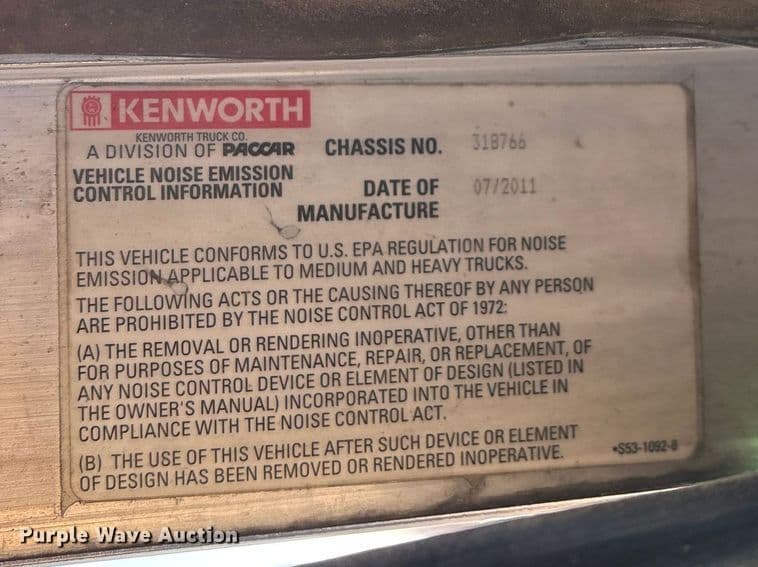 KENWORTH
KENWORTH TRUCK CO.
A DIVISION OF PACCAR
CHASSIS NO. 318766
VEHICLE NOISE EMISSION
CONTROL INFORMATION
DATE OF 07/2011
MANUFACTURE
THIS VEHICLE CONFORMS TO U.S. EPA REGULATION FOR NOISE
EMISSION APPLICABLE TO MEDIUM AND HEAVY TRUCKS.
THE FOLLOWING ACTS OR THE CAUSING THEREOF BY ANY PERSON
ARE PROHIBITED BY THE NOISE CONTROL ACT OF 1972:
(A) THE REMOVAL OR RENDERING INOPERATIVE, OTHER THAN
FOR PURPOSES OF MAINTENANCE, REPAIR, OR REPLACEMENT, OF
ANY NOISE CONTROL DEVICE OR ELEMENT OF DESIGN (LISTED IN
THE OWNER'S MANUAL) INCORPORATED INTO THE VEHICLE IN
COMPLIANCE WITH THE NOISE CONTROL ACT.
(B) THE USE OF THIS VEHICLE AFTER SUCH DEVICE OR ELEMENT
OF DESIGN HAS BEEN REMOVED OR RENDERED INOPERATIVE.
•S53-1092-8
Purple Wave Auction